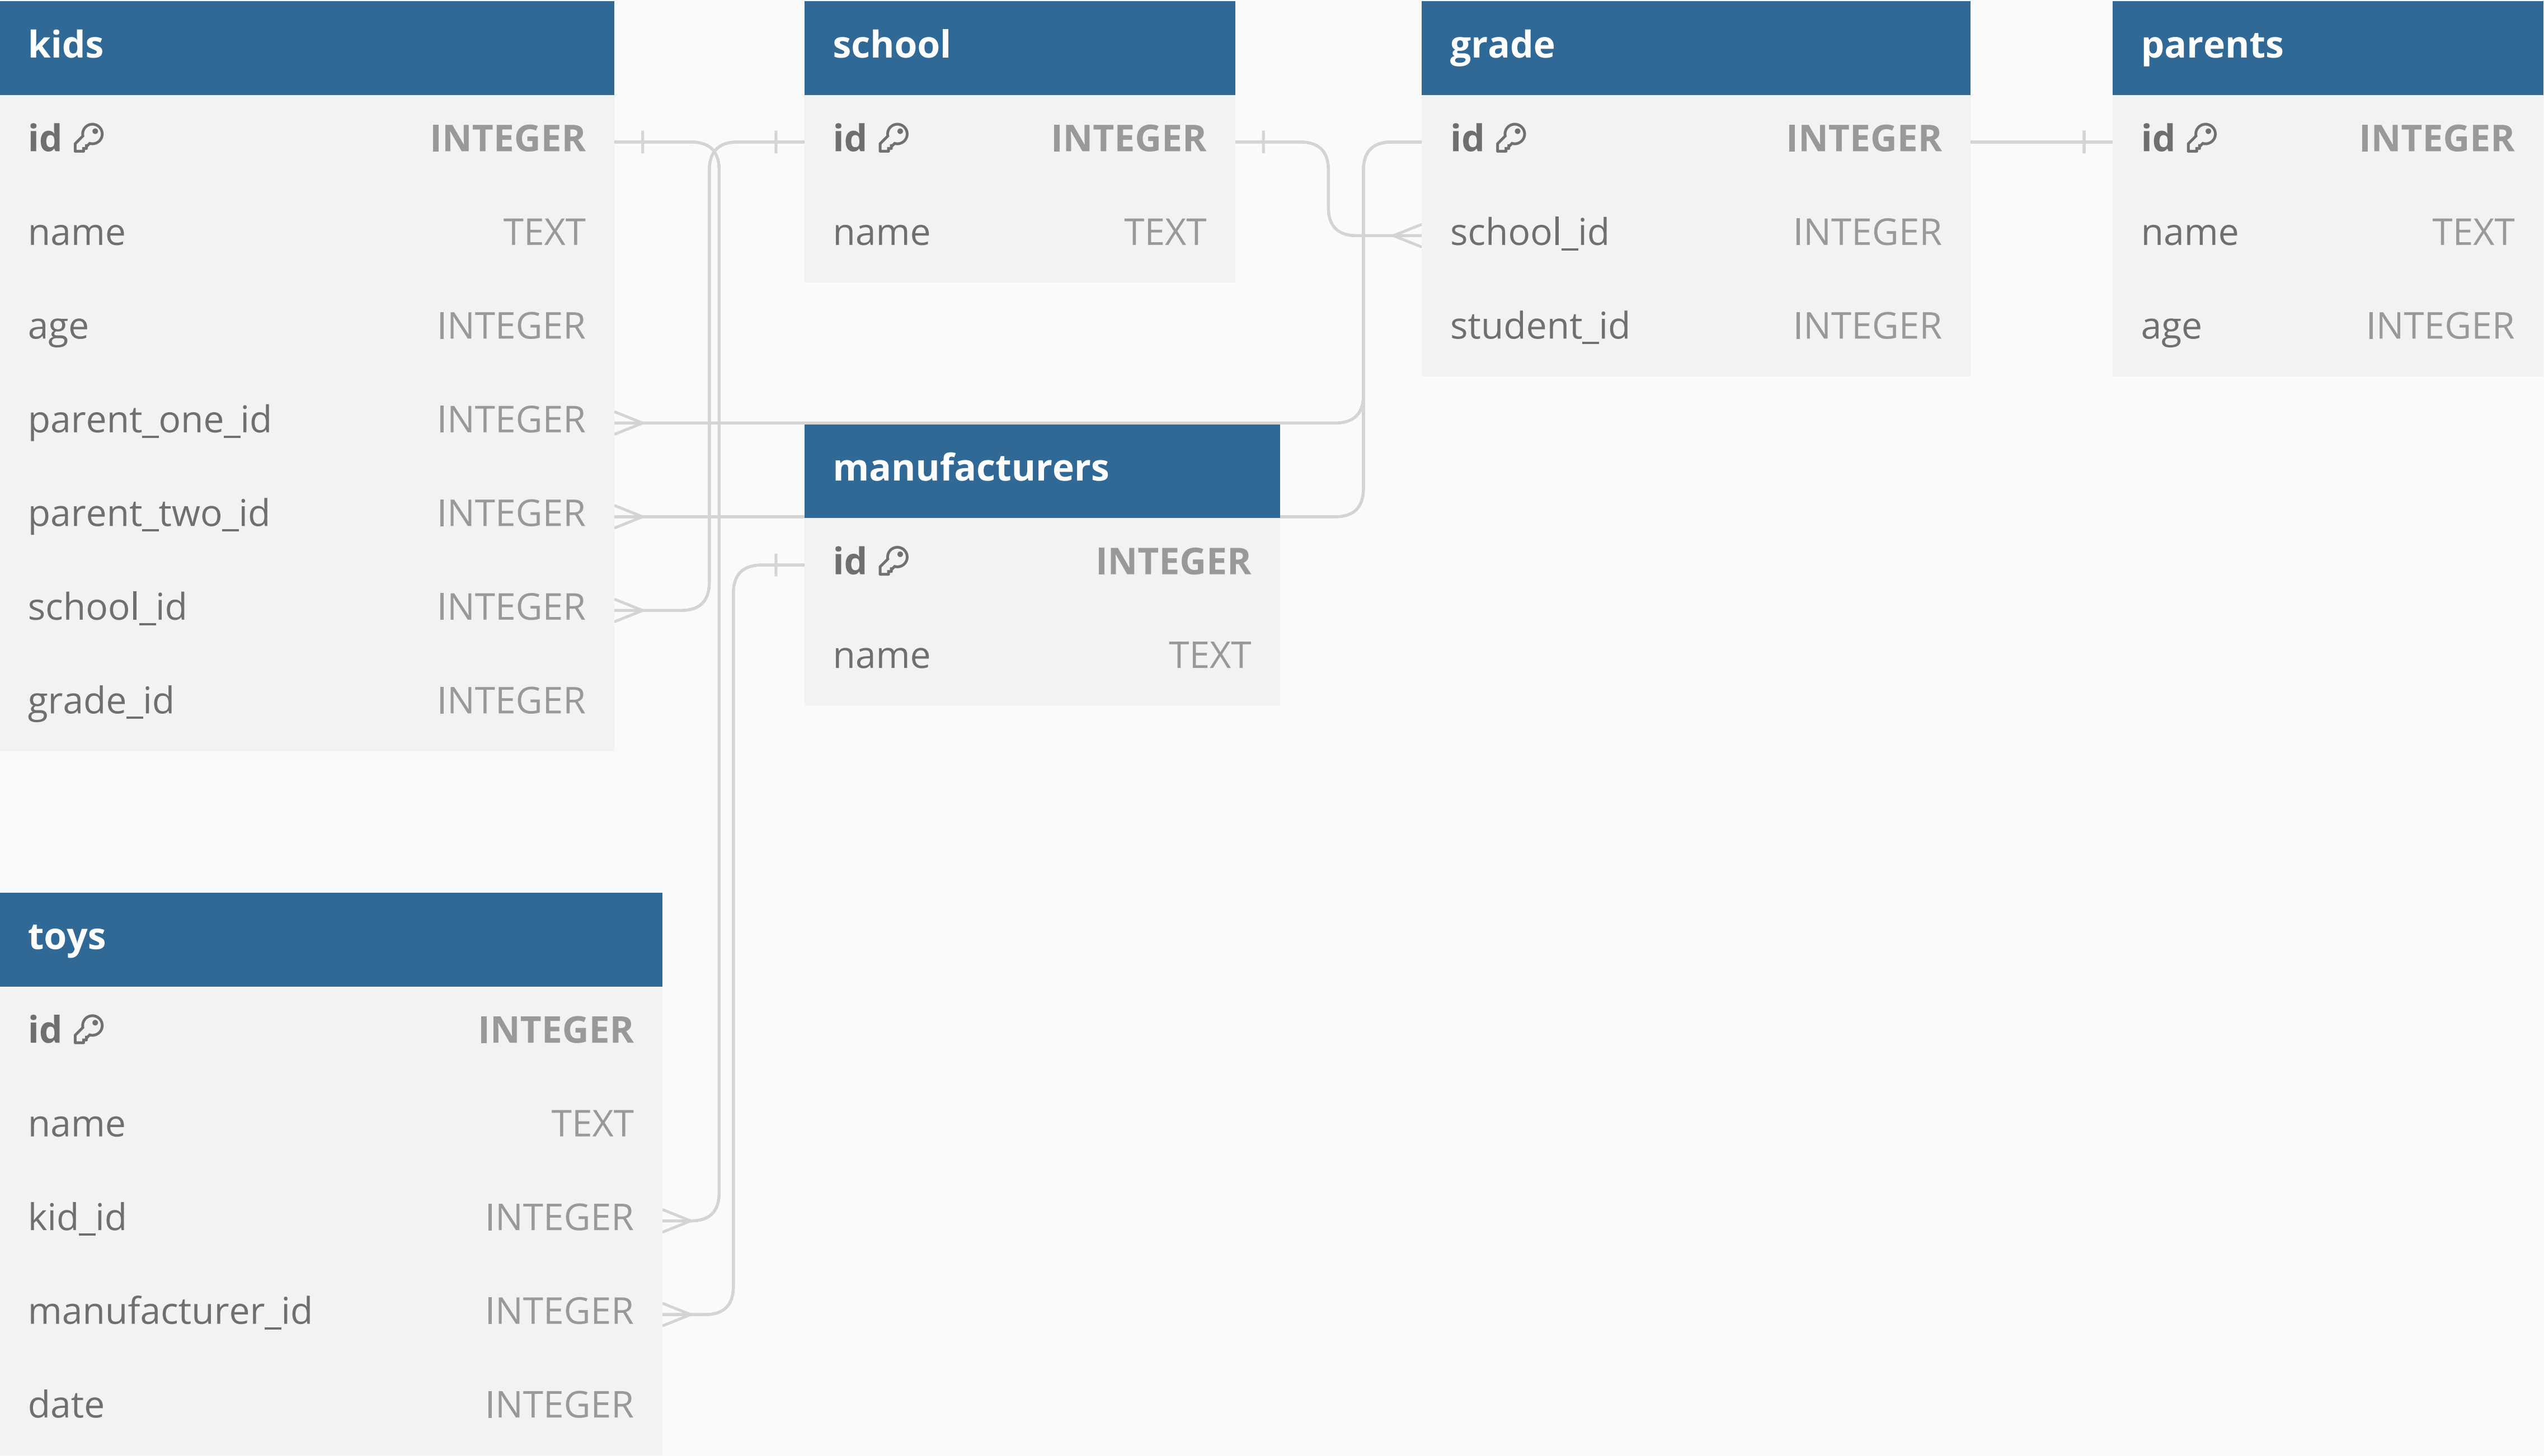 kids
id INTEGER
name TEXT
age INTEGER
parent_one_id INTEGER
parent_two_id INTEGER
school_id INTEGER
grade_id INTEGER
school
id INTEGER
name TEXT
grade
id INTEGER
school_id INTEGER
student_id INTEGER
parents
id INTEGER
name TEXT
age INTEGER
manufacturers
id INTEGER
name TEXT
toys
id INTEGER
name TEXT
kid_id INTEGER
manufacturer_id INTEGER
date INTEGER